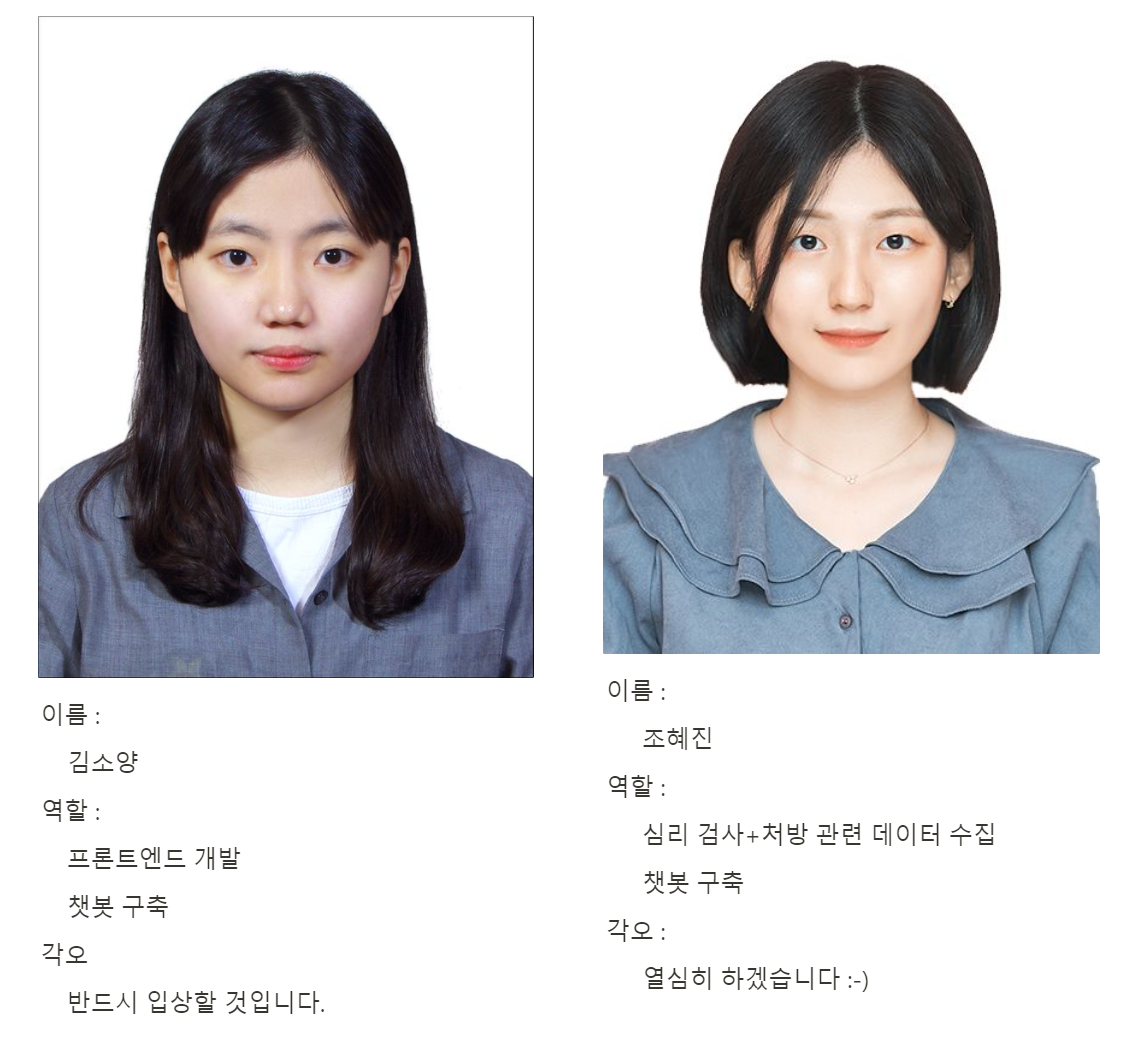 이름 :
김소양
역할 :
프론트엔드 개발
챗봇 구축
각오
반드시 입상할 것입니다.
이름 :
조혜진
역할 :
심리 검사+처방 관련 데이터 수집
챗봇 구축
각오 :
열심히 하겠습니다 :-)